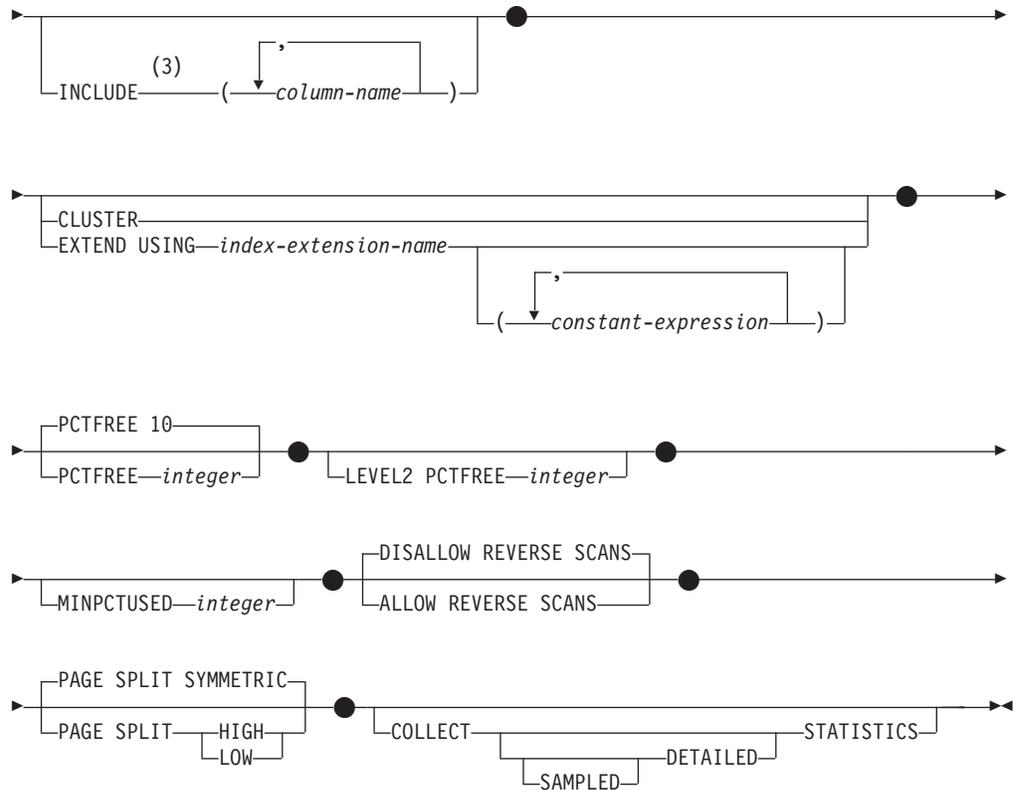 ,
(3)
INCLUDE ( column-name )
CLUSTER
EXTEND USING index-extension-name
,
( constant-expression )
PCTFREE 10
PCTFREE integer
LEVEL2 PCTFREE integer
DISALLOW REVERSE SCANS
MINPCTUSED integer
ALLOW REVERSE SCANS
PAGE SPLIT SYMMETRIC
PAGE SPLIT HIGH
LOW
COLLECT STATISTICS
DETAILED
SAMPLED